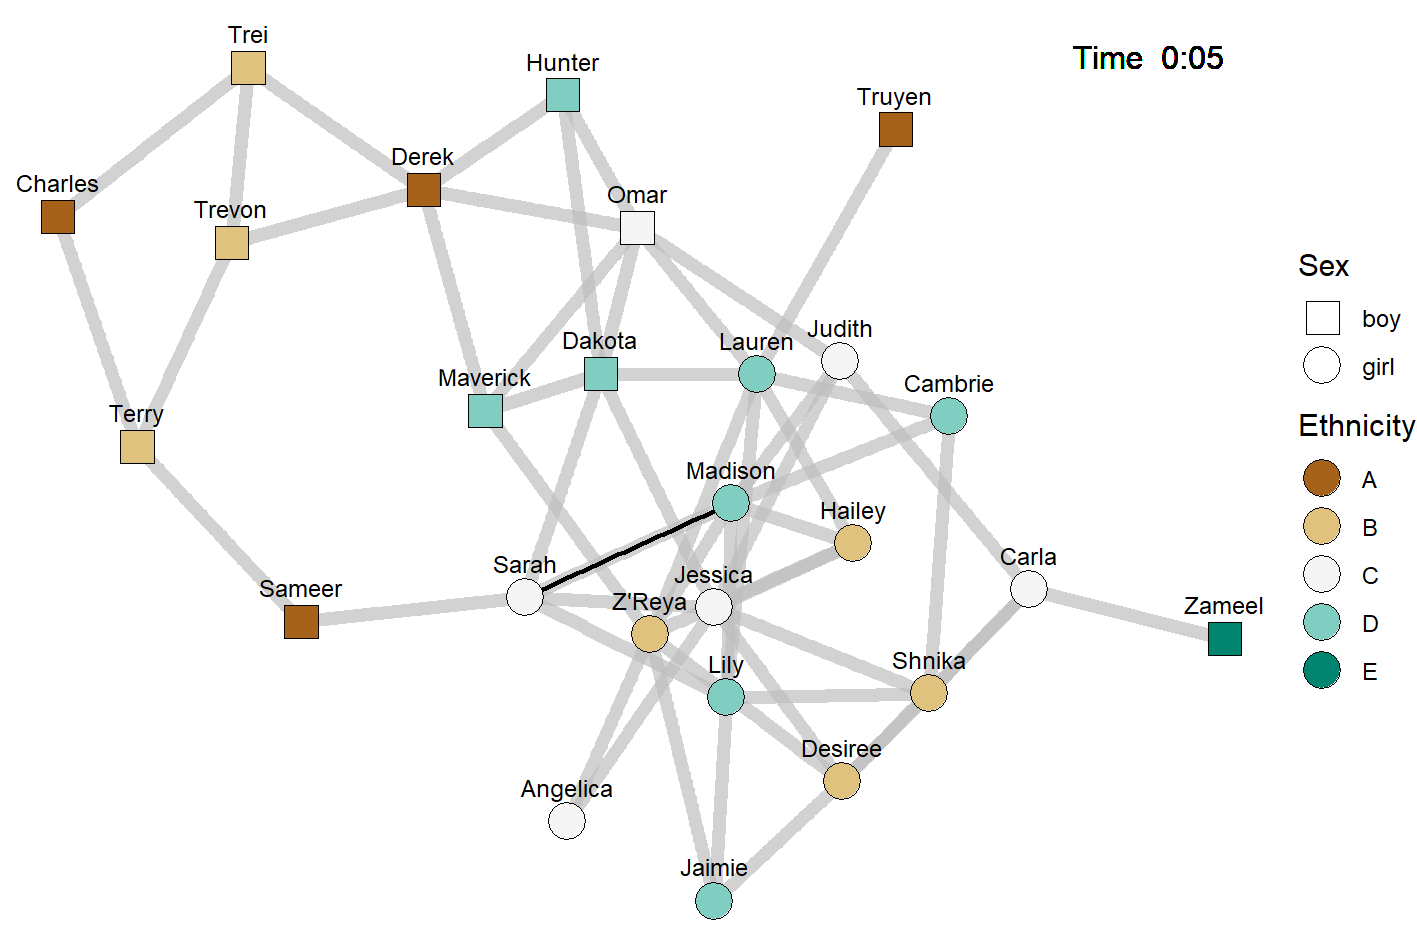 Trei
Hunter
Time 0:05
Truyen
Derek
Charles
Omar
Trevon
Judith
Dakota
Lauren
Maverick
Cambrie
Terry
Madison
Hailey
Sarah
Jessica
Carla
Sameer
Z'Reya
Zameel
Lily
Shnika
Desiree
Angelica
Jaimie
Sex
boy
girl
Ethnicity
A
B
C
D
E